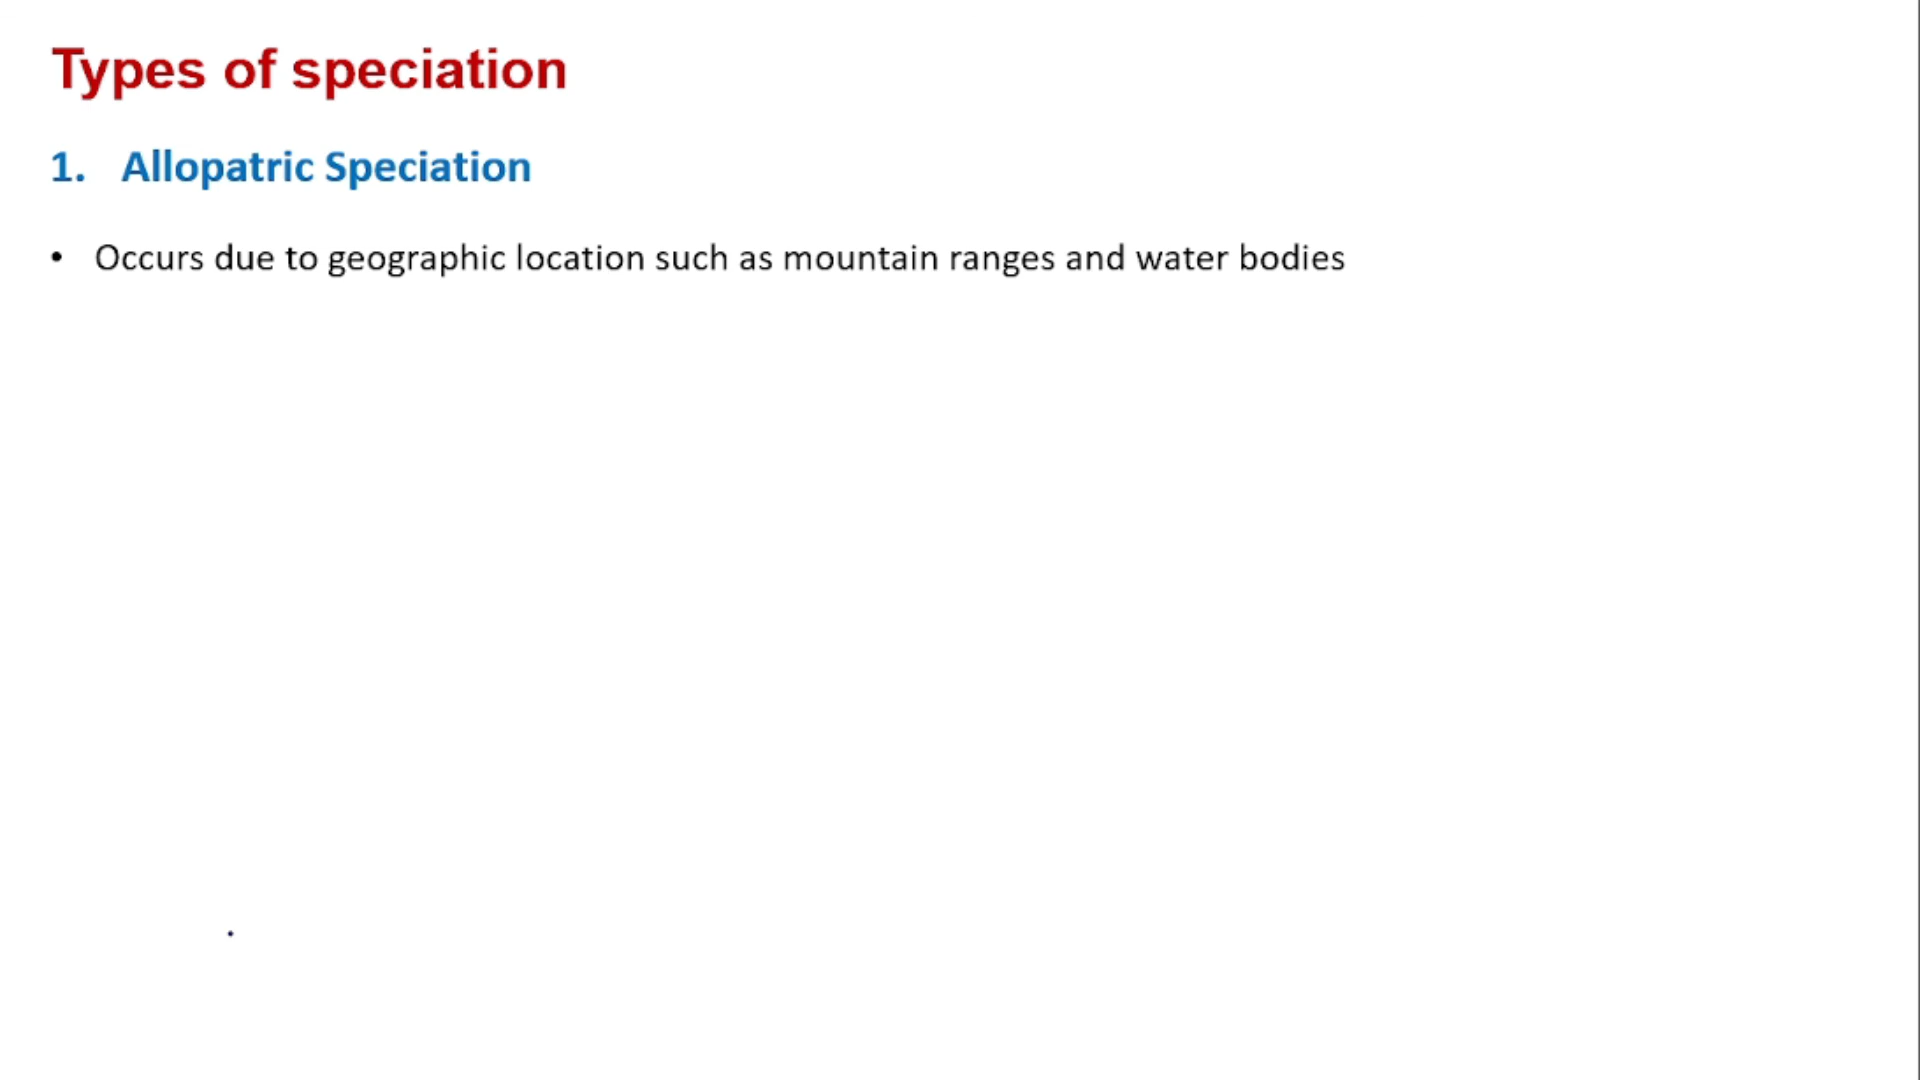 Types of speciation
1. Allopatric Speciation
• Occurs due to geographic location such as mountain ranges and water bodies